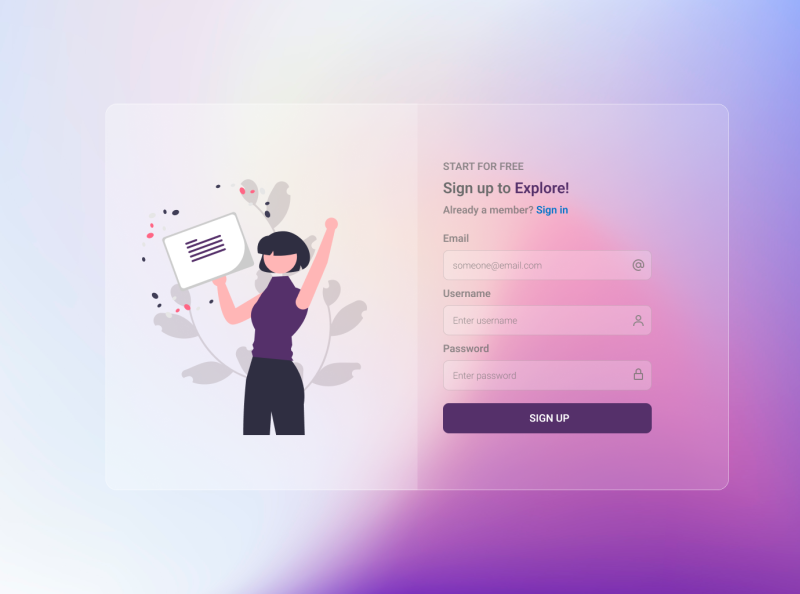 START FOR FREE
Sign up to Explore!
Already a member? Sign in
Email
someone@email.com
Username
Enter username
Password
Enter password
SIGN UP